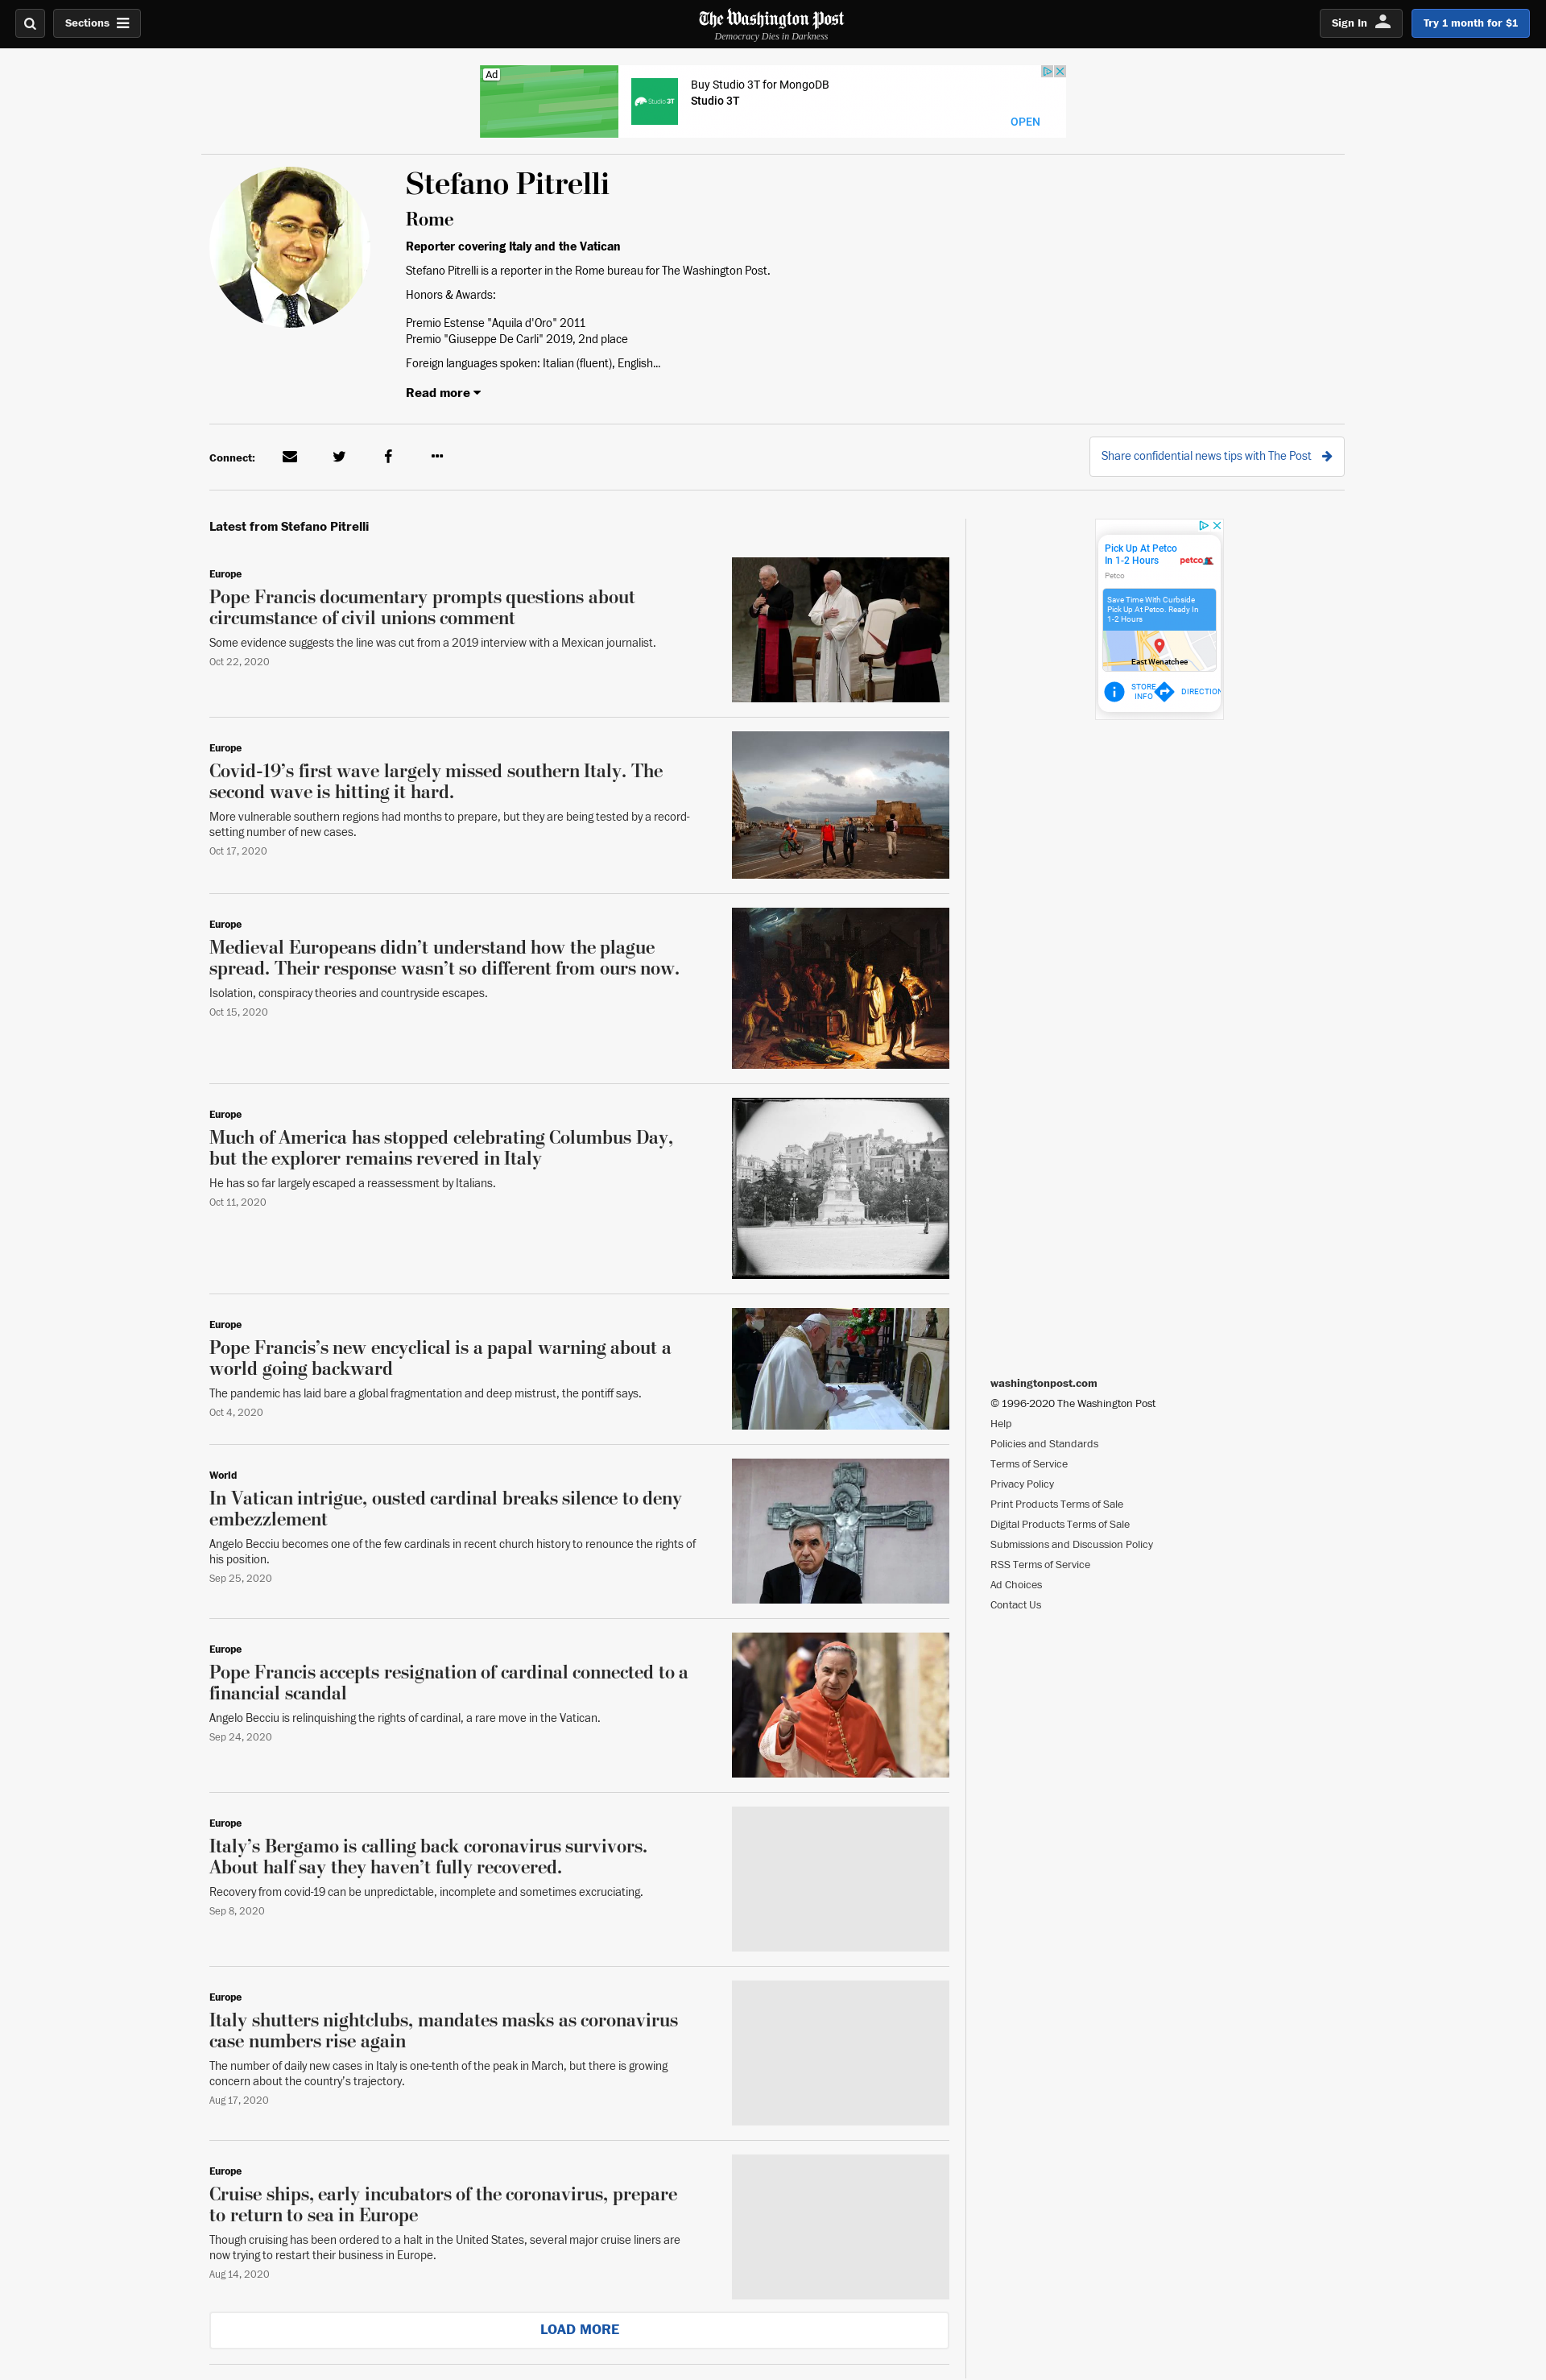 Sections
The Washington Post
Democracy Dies in Darkness
Sign In
Try 1 month for $1
Ad
Studio 3T
Buy Studio 3T for MongoDB
Studio 3T
OPEN
Stefano Pitrelli
Rome
Reporter covering Italy and the Vatican
Stefano Pitrelli is a reporter in the Rome bureau for The Washington Post.
Honors & Awards:
Premio Estense "Aquila d'Oro" 2011
Premio "Giuseppe De Carli" 2019, 2nd place
Foreign languages spoken: Italian (fluent), English...
Read more
Connect:
Share confidential news tips with The Post
Latest from Stefano Pitrelli
Europe
Pope Francis documentary prompts questions about
circumstance of civil unions comment
Some evidence suggests the line was cut from a 2019 interview with a Mexican journalist.
Oct 22, 2020
Europe
Covid-19’s first wave largely missed southern Italy. The
second wave is hitting it hard.
More vulnerable southern regions had months to prepare, but they are being tested by a record-
setting number of new cases.
Oct 17, 2020
Europe
Medieval Europeans didn’t understand how the plague
spread. Their response wasn’t so different from ours now.
Isolation, conspiracy theories and countryside escapes.
Oct 15, 2020
Europe
Much of America has stopped celebrating Columbus Day,
but the explorer remains revered in Italy
He has so far largely escaped a reassessment by Italians.
Oct 11, 2020
Europe
Pope Francis’s new encyclical is a papal warning about a
world going backward
The pandemic has laid bare a global fragmentation and deep mistrust, the pontiff says.
Oct 4, 2020
World
In Vatican intrigue, ousted cardinal breaks silence to deny
embezzlement
Angelo Becciu becomes one of the few cardinals in recent church history to renounce the rights of
his position.
Sep 25, 2020
Europe
Pope Francis accepts resignation of cardinal connected to a
financial scandal
Angelo Becciu is relinquishing the rights of cardinal, a rare move in the Vatican.
Sep 24, 2020
Europe
Italy’s Bergamo is calling back coronavirus survivors.
About half say they haven’t fully recovered.
Recovery from covid-19 can be unpredictable, incomplete and sometimes excruciating.
Sep 8, 2020
Europe
Italy shutters nightclubs, mandates masks as coronavirus
case numbers rise again
The number of daily new cases in Italy is one-tenth of the peak in March, but there is growing
concern about the country’s trajectory.
Aug 17, 2020
Europe
Cruise ships, early incubators of the coronavirus, prepare
to return to sea in Europe
Though cruising has been ordered to a halt in the United States, several major cruise liners are
now trying to restart their business in Europe.
Aug 14, 2020
LOAD MORE
Pick Up At Petco
In 1-2 Hours
petco
Petco
Save Time With Curbside
Pick Up At Petco. Ready In
1-2 Hours
East Wenatchee
STORE
INFO
DIRECTION
washingtonpost.com
© 1996-2020 The Washington Post
Help
Policies and Standards
Terms of Service
Privacy Policy
Print Products Terms of Sale
Digital Products Terms of Sale
Submissions and Discussion Policy
RSS Terms of Service
Ad Choices
Contact Us